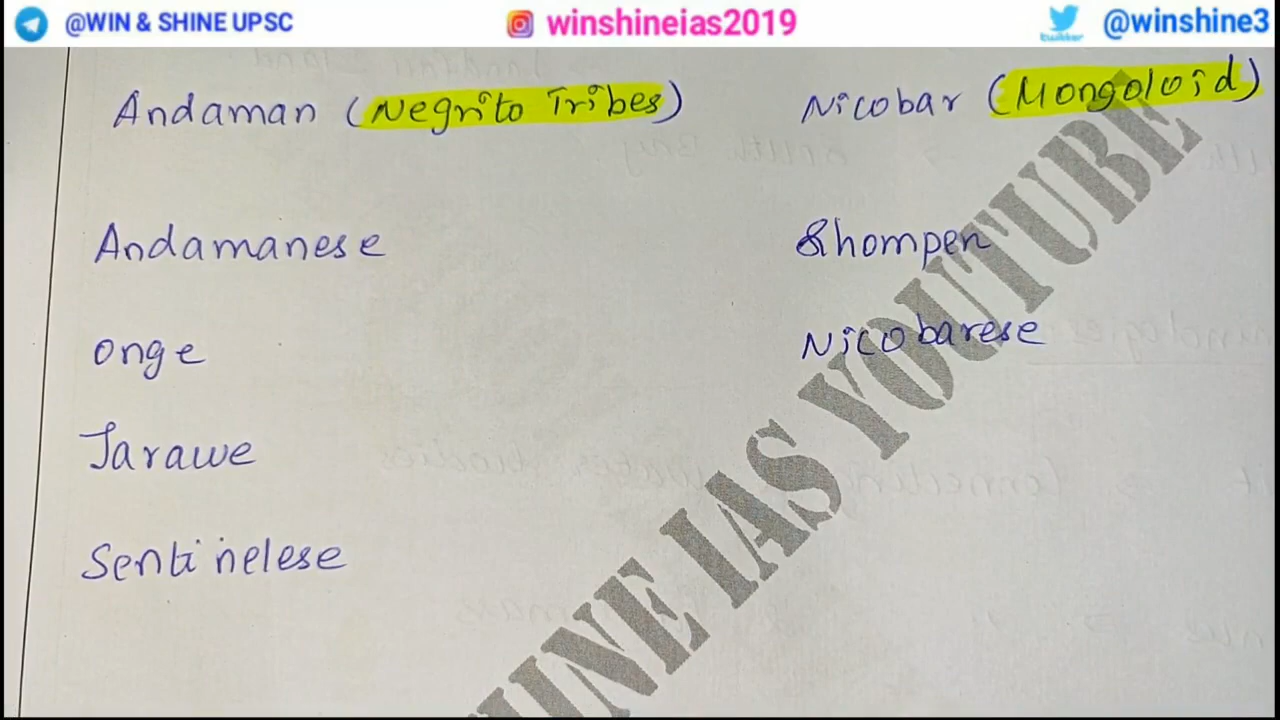 @WIN & SHINE UPSC
winshineias2019
twitter
@winshine3
Andaman (Negrito Tribes)
Nicobar (Mongoloid)
Andamanese
Shompen
onge
Nicobarese
Jarawe
Sentinelese
SHINE IAS YOUTUBE